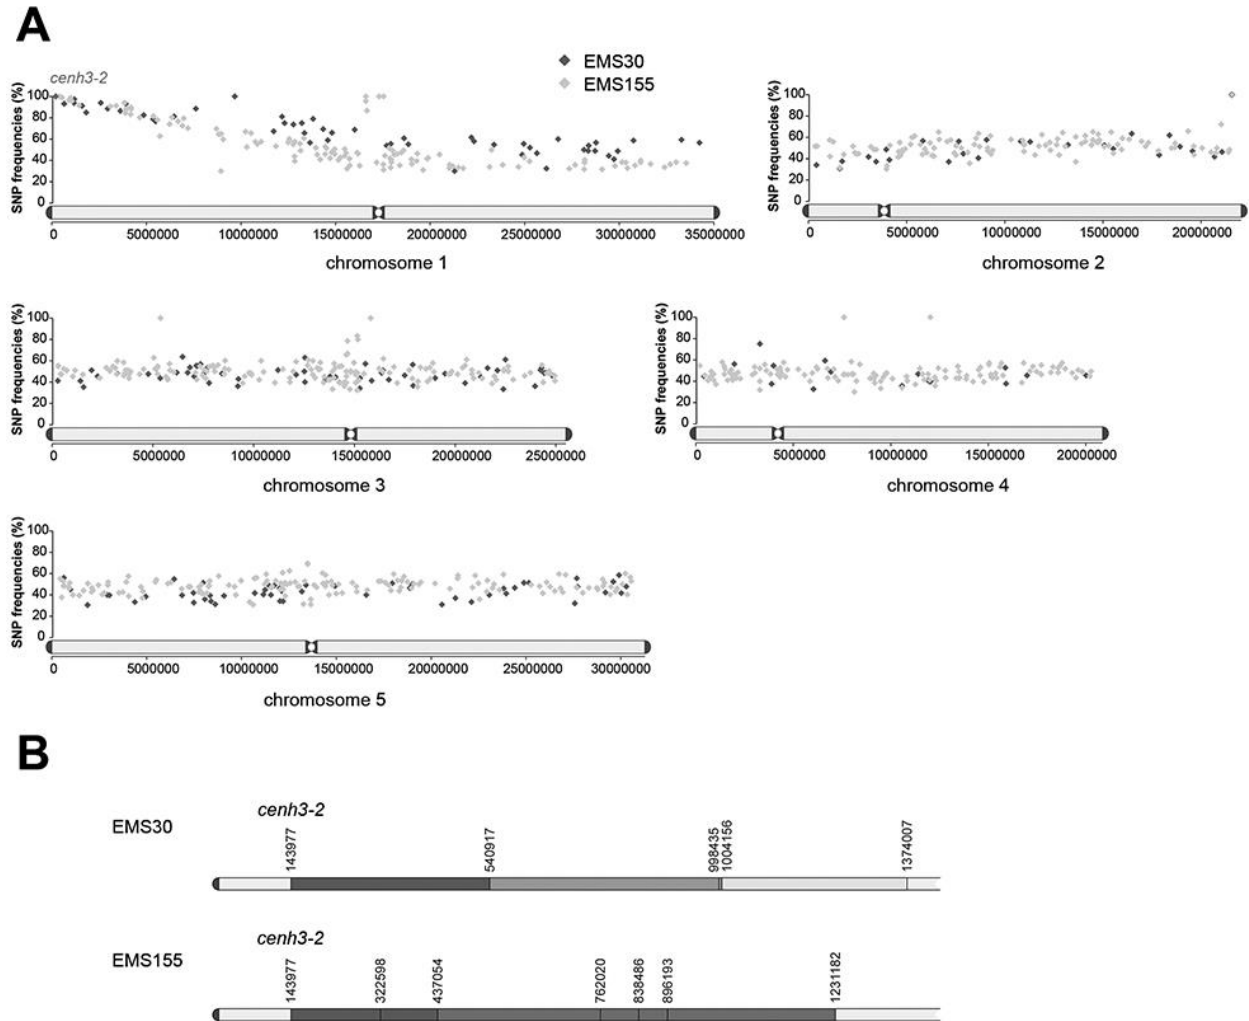 A
EMS30
EMS155
cenh3-2
SNP frequencies (%)
100
80
60
40
20
0
0 5000000 10000000 15000000 20000000 25000000 30000000 35000000
chromosome 1
SNP frequencies (%)
100
80
60
40
20
0
0 5000000 10000000 15000000 20000000
chromosome 2
SNP frequencies (%)
100
80
60
40
20
0
0 5000000 10000000 15000000 20000000 25000000
chromosome 3
SNP frequencies (%)
100
80
60
40
20
0
0 5000000 10000000 15000000 20000000
chromosome 4
SNP frequencies (%)
100
80
60
40
20
0
0 5000000 10000000 15000000 20000000 25000000 30000000
chromosome 5
B
cenh3-2
EMS30
143977 540917 998435 1004156 1374007
cenh3-2
EMS155
143977 322598 437054 762020 838486 896193 1231182